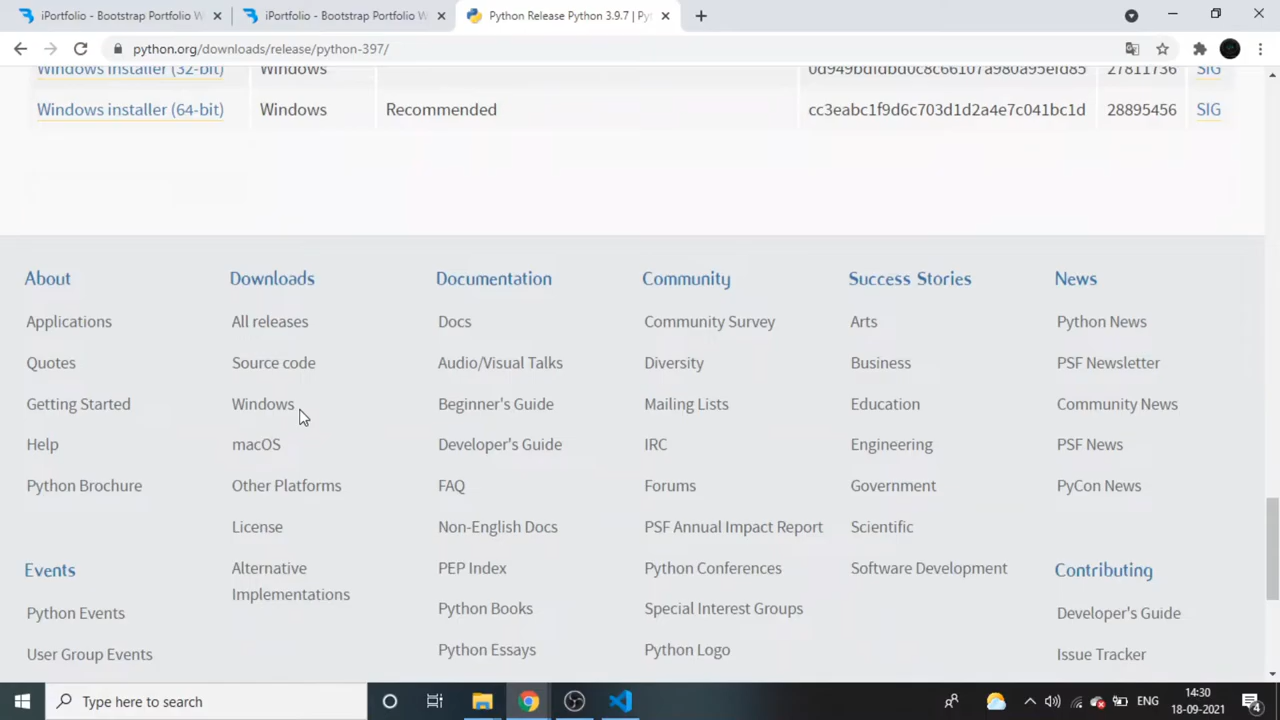 iPortfolio - Bootstrap Portfolio W
iPortfolio - Bootstrap Portfolio W
Python Release Python 3.9.7 | Py
python.org/downloads/release/python-397/
Windows installer (32-bit) Windows 0d949bdfbd0c8c66107a980a95efd85 27811736 SIG
Windows installer (64-bit) Windows Recommended cc3eabc1f9d6c703d1d2a4e7c041bc1d 28895456 SIG
About
Applications
Quotes
Getting Started
Help
Python Brochure
Events
Python Events
User Group Events
Downloads
All releases
Source code
Windows
macOS
Other Platforms
License
Alternative
Implementations
Documentation
Docs
Audio/Visual Talks
Beginner's Guide
Developer's Guide
FAQ
Non-English Docs
PEP Index
Python Books
Python Essays
Community
Community Survey
Diversity
Mailing Lists
IRC
Forums
PSF Annual Impact Report
Python Conferences
Special Interest Groups
Python Logo
Success Stories
Arts
Business
Education
Engineering
Government
Scientific
Software Development
News
Python News
PSF Newsletter
Community News
PSF News
PyCon News
Contributing
Developer's Guide
Issue Tracker
Type here to search
ENG
14:30
18-09-2021
4